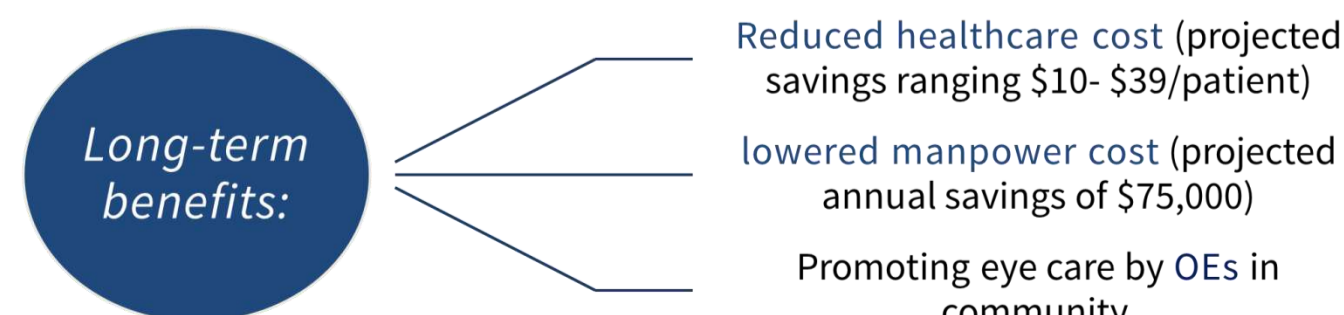 Long-term
benefits:
Reduced healthcare cost (projected
savings ranging $10- $39/patient)
lowered manpower cost (projected
annual savings of $75,000)
Promoting eye care by OEs in
community